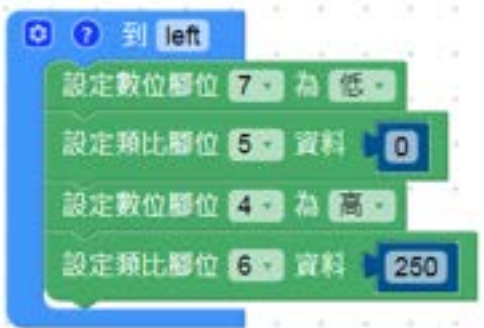 到 left
設定數位腳位 7 為 低
設定類比腳位 5 資料 0
設定數位腳位 4 為 高
設定類比腳位 6 資料 250